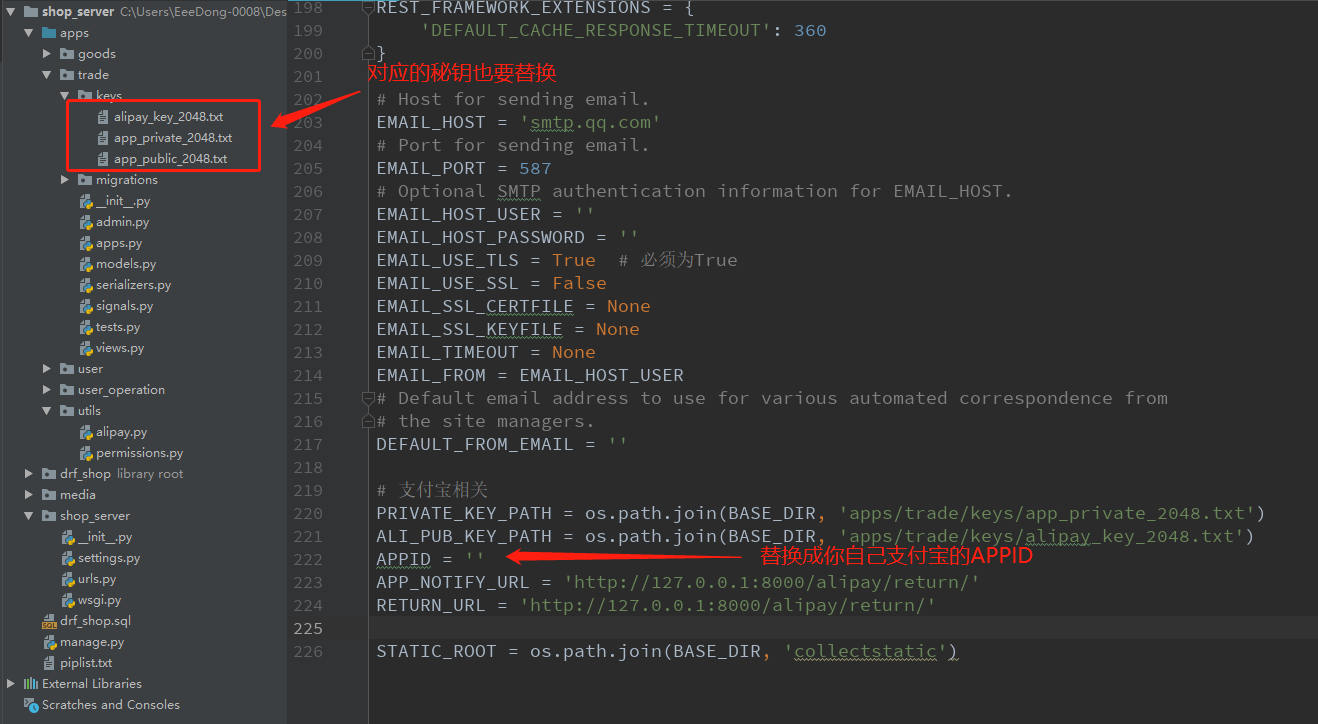 shop_server C:\Users\EeeDong-0008\Des
apps
goods
trade
keys
alipay_key_2048.txt
app_private_2048.txt
app_public_2048.txt
migrations
__init__.py
admin.py
apps.py
models.py
serializers.py
signals.py
tests.py
views.py
user
user_operation
utils
alipay.py
permissions.py
drf_shop library root
media
shop_server
__init__.py
settings.py
urls.py
wsgi.py
drf_shop.sql
manage.py
piplist.txt
External Libraries
Scratches and Consoles
198 REST_FRAMEWORK_EXTENSIONS = {
199 'DEFAULT_CACHE_RESPONSE_TIMEOUT': 360
200 }
201
对应的秘钥也要替换
202 # Host for sending email.
203 EMAIL_HOST = 'smtp.qq.com'
204 # Port for sending email.
205 EMAIL_PORT = 587
206 # Optional SMTP authentication information for EMAIL_HOST.
207 EMAIL_HOST_USER = ''
208 EMAIL_HOST_PASSWORD = ''
209 EMAIL_USE_TLS = True # 必须为True
210 EMAIL_USE_SSL = False
211 EMAIL_SSL_CERTFILE = None
212 EMAIL_SSL_KEYFILE = None
213 EMAIL_TIMEOUT = None
214 EMAIL_FROM = EMAIL_HOST_USER
215 # Default email address to use for various automated correspondence from
216 # the site managers.
217 DEFAULT_FROM_EMAIL = ''
218
219 # 支付宝相关
220 PRIVATE_KEY_PATH = os.path.join(BASE_DIR, 'apps/trade/keys/app_private_2048.txt')
221 ALI_PUB_KEY_PATH = os.path.join(BASE_DIR, 'apps/trade/keys/alipay_key_2048.txt')
222 APPID = '' 替换成你自己支付宝的APPID
223 APP_NOTIFY_URL = 'http://127.0.0.1:8000/alipay/return/'
224 RETURN_URL = 'http://127.0.0.1:8000/alipay/return/'
225
226 STATIC_ROOT = os.path.join(BASE_DIR, 'collectstatic')